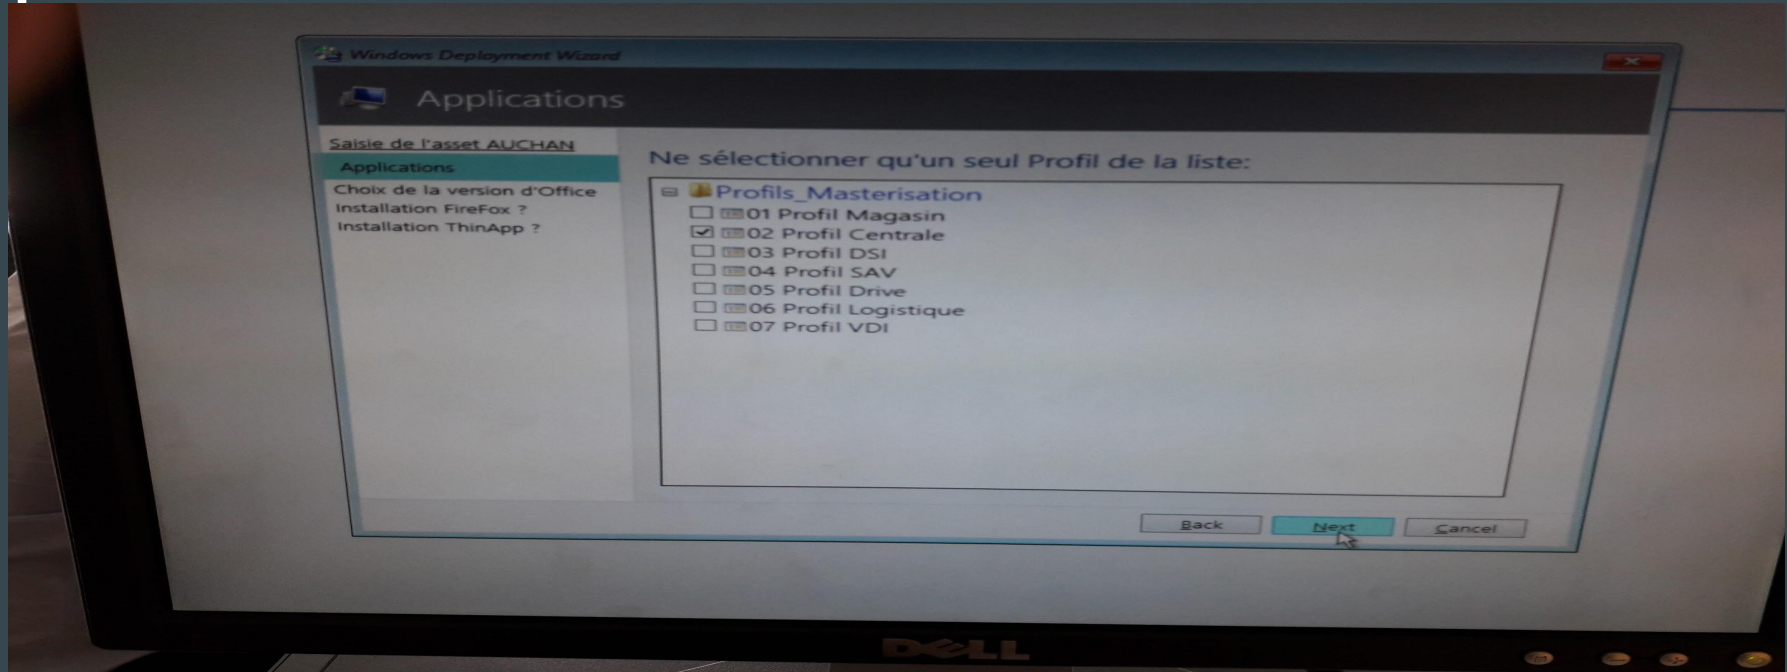 Windows Deployment Wizard
Applications
Saisie de l'asset AUCHAN
Applications
Choix de la version d'Office
Installation FireFox ?
Installation ThinApp ?
Ne sélectionner qu'un seul Profil de la liste:
Profils_Masterisation
01 Profil Magasin
02 Profil Centrale
03 Profil DSI
04 Profil SAV
05 Profil Drive
06 Profil Logistique
07 Profil VDI
Back Next Cancel
DELL